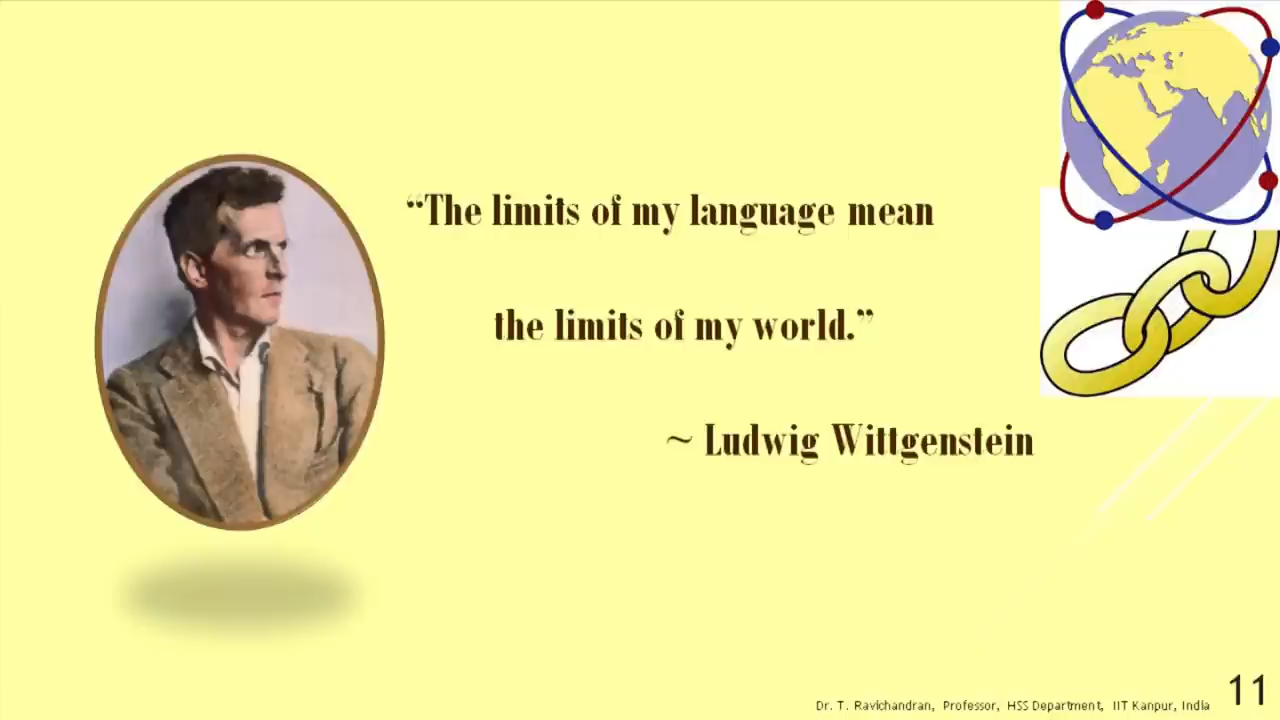 “The limits of my language mean
the limits of my world.”
~ Ludwig Wittgenstein
Dr. T. Ravichandran, Professor, HSS Department, IIT Kanpur, India
11